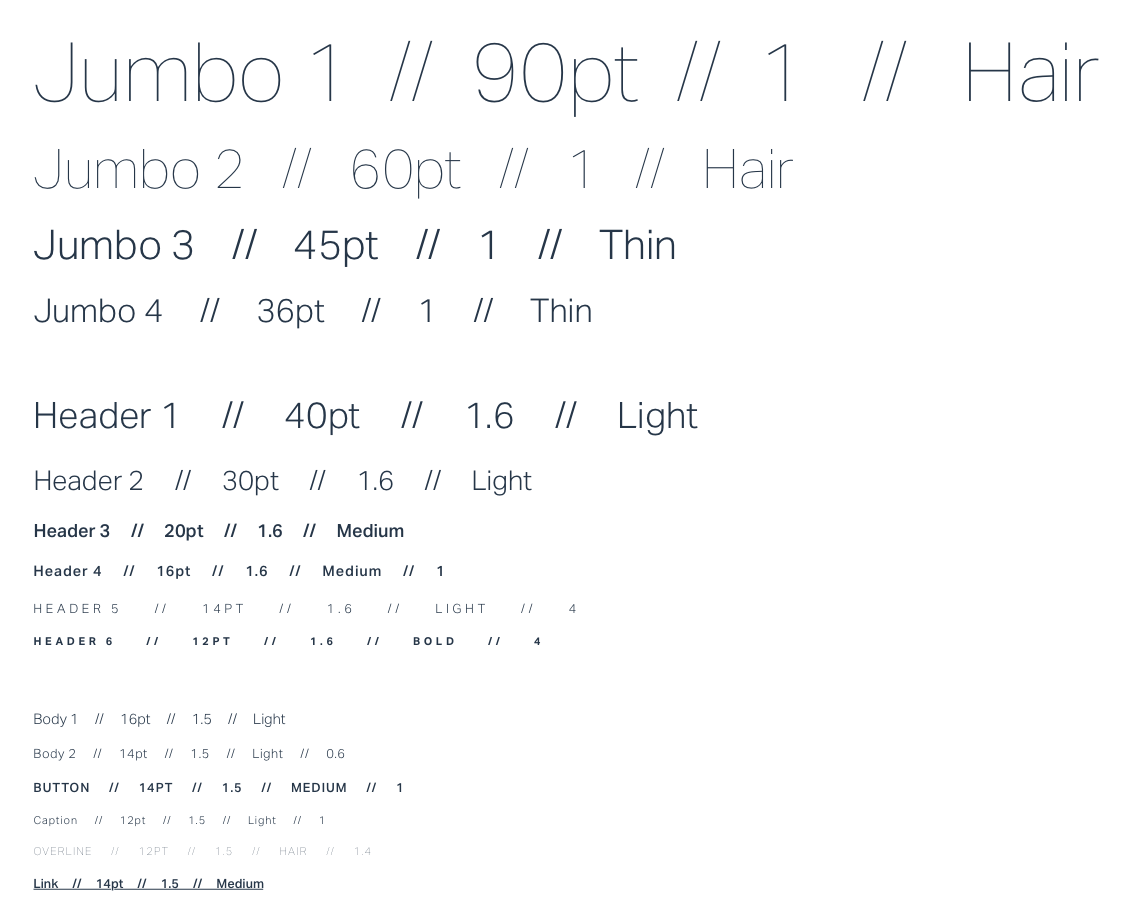 Jumbo 1 // 90pt // 1 // Hair
Jumbo 2 // 60pt // 1 // Hair
Jumbo 3 // 45pt // 1 // Thin
Jumbo 4 // 36pt // 1 // Thin
Header 1 // 40pt // 1.6 // Light
Header 2 // 30pt // 1.6 // Light
Header 3 // 20pt // 1.6 // Medium
Header 4 // 16pt // 1.6 // Medium // 1
HEADER 5 // 14PT // 1.6 // LIGHT // 4
HEADER 6 // 12PT // 1.6 // BOLD // 4
Body 1 // 16pt // 1.5 // Light
Body 2 // 14pt // 1.5 // Light // 0.6
BUTTON // 14PT // 1.5 // MEDIUM // 1
Caption // 12pt // 1.5 // Light // 1
OVERLINE // 12PT // 1.5 // HAIR // 1.4
Link // 14pt // 1.5 // Medium